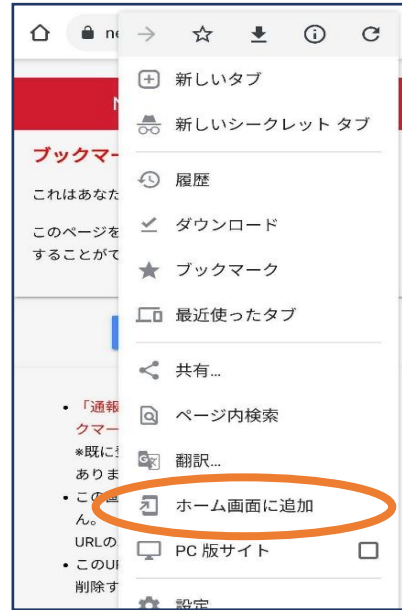 ne
新しいタブ
新しいシークレット タブ
ブックマー
履歴
これはあなた
ダウンロード
このページを
することがて
ブックマーク
最近使ったタブ
共有...
ページ内検索
・「通報
クマー
*既に
翻訳...
ありま
・この
ん。
ホーム画面に追加
URLの
PC 版サイト
・このUR
削除す
設定